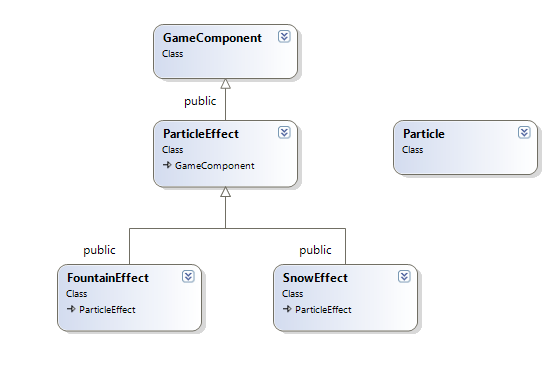 GameComponent
Class
public
ParticleEffect
Class
GameComponent
Particle
Class
public
public
FountainEffect
Class
ParticleEffect
SnowEffect
Class
ParticleEffect